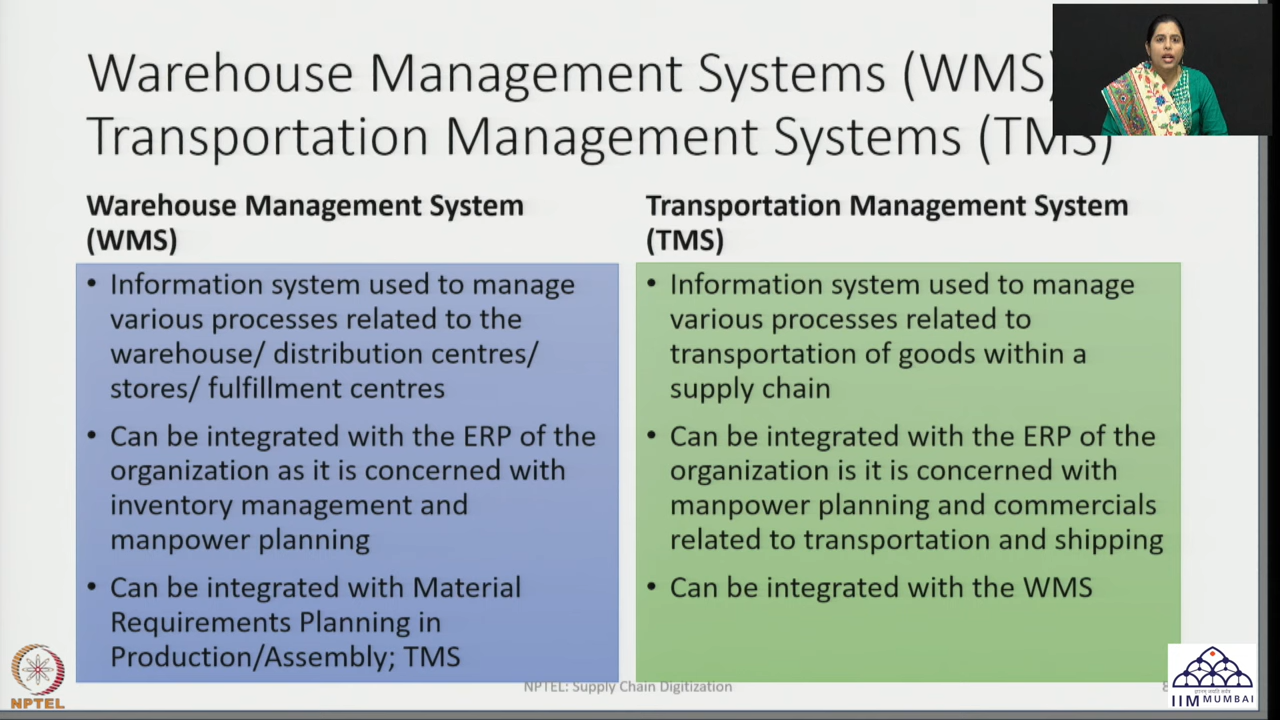 Warehouse Management Systems (WMS)
Transportation Management Systems (TMS)
Warehouse Management System
(WMS)
• Information system used to manage
various processes related to the
warehouse/ distribution centres/
stores/ fulfillment centres
• Can be integrated with the ERP of the
organization as it is concerned with
inventory management and
manpower planning
• Can be integrated with Material
Requirements Planning in
Production/Assembly; TMS
Transportation Management System
(TMS)
• Information system used to manage
various processes related to
transportation of goods within a
supply chain
• Can be integrated with the ERP of the
organization is it is concerned with
manpower planning and commercials
related to transportation and shipping
• Can be integrated with the WMS
NPTEL
NPTEL: Supply Chain Digitization
IIM MUMBAI